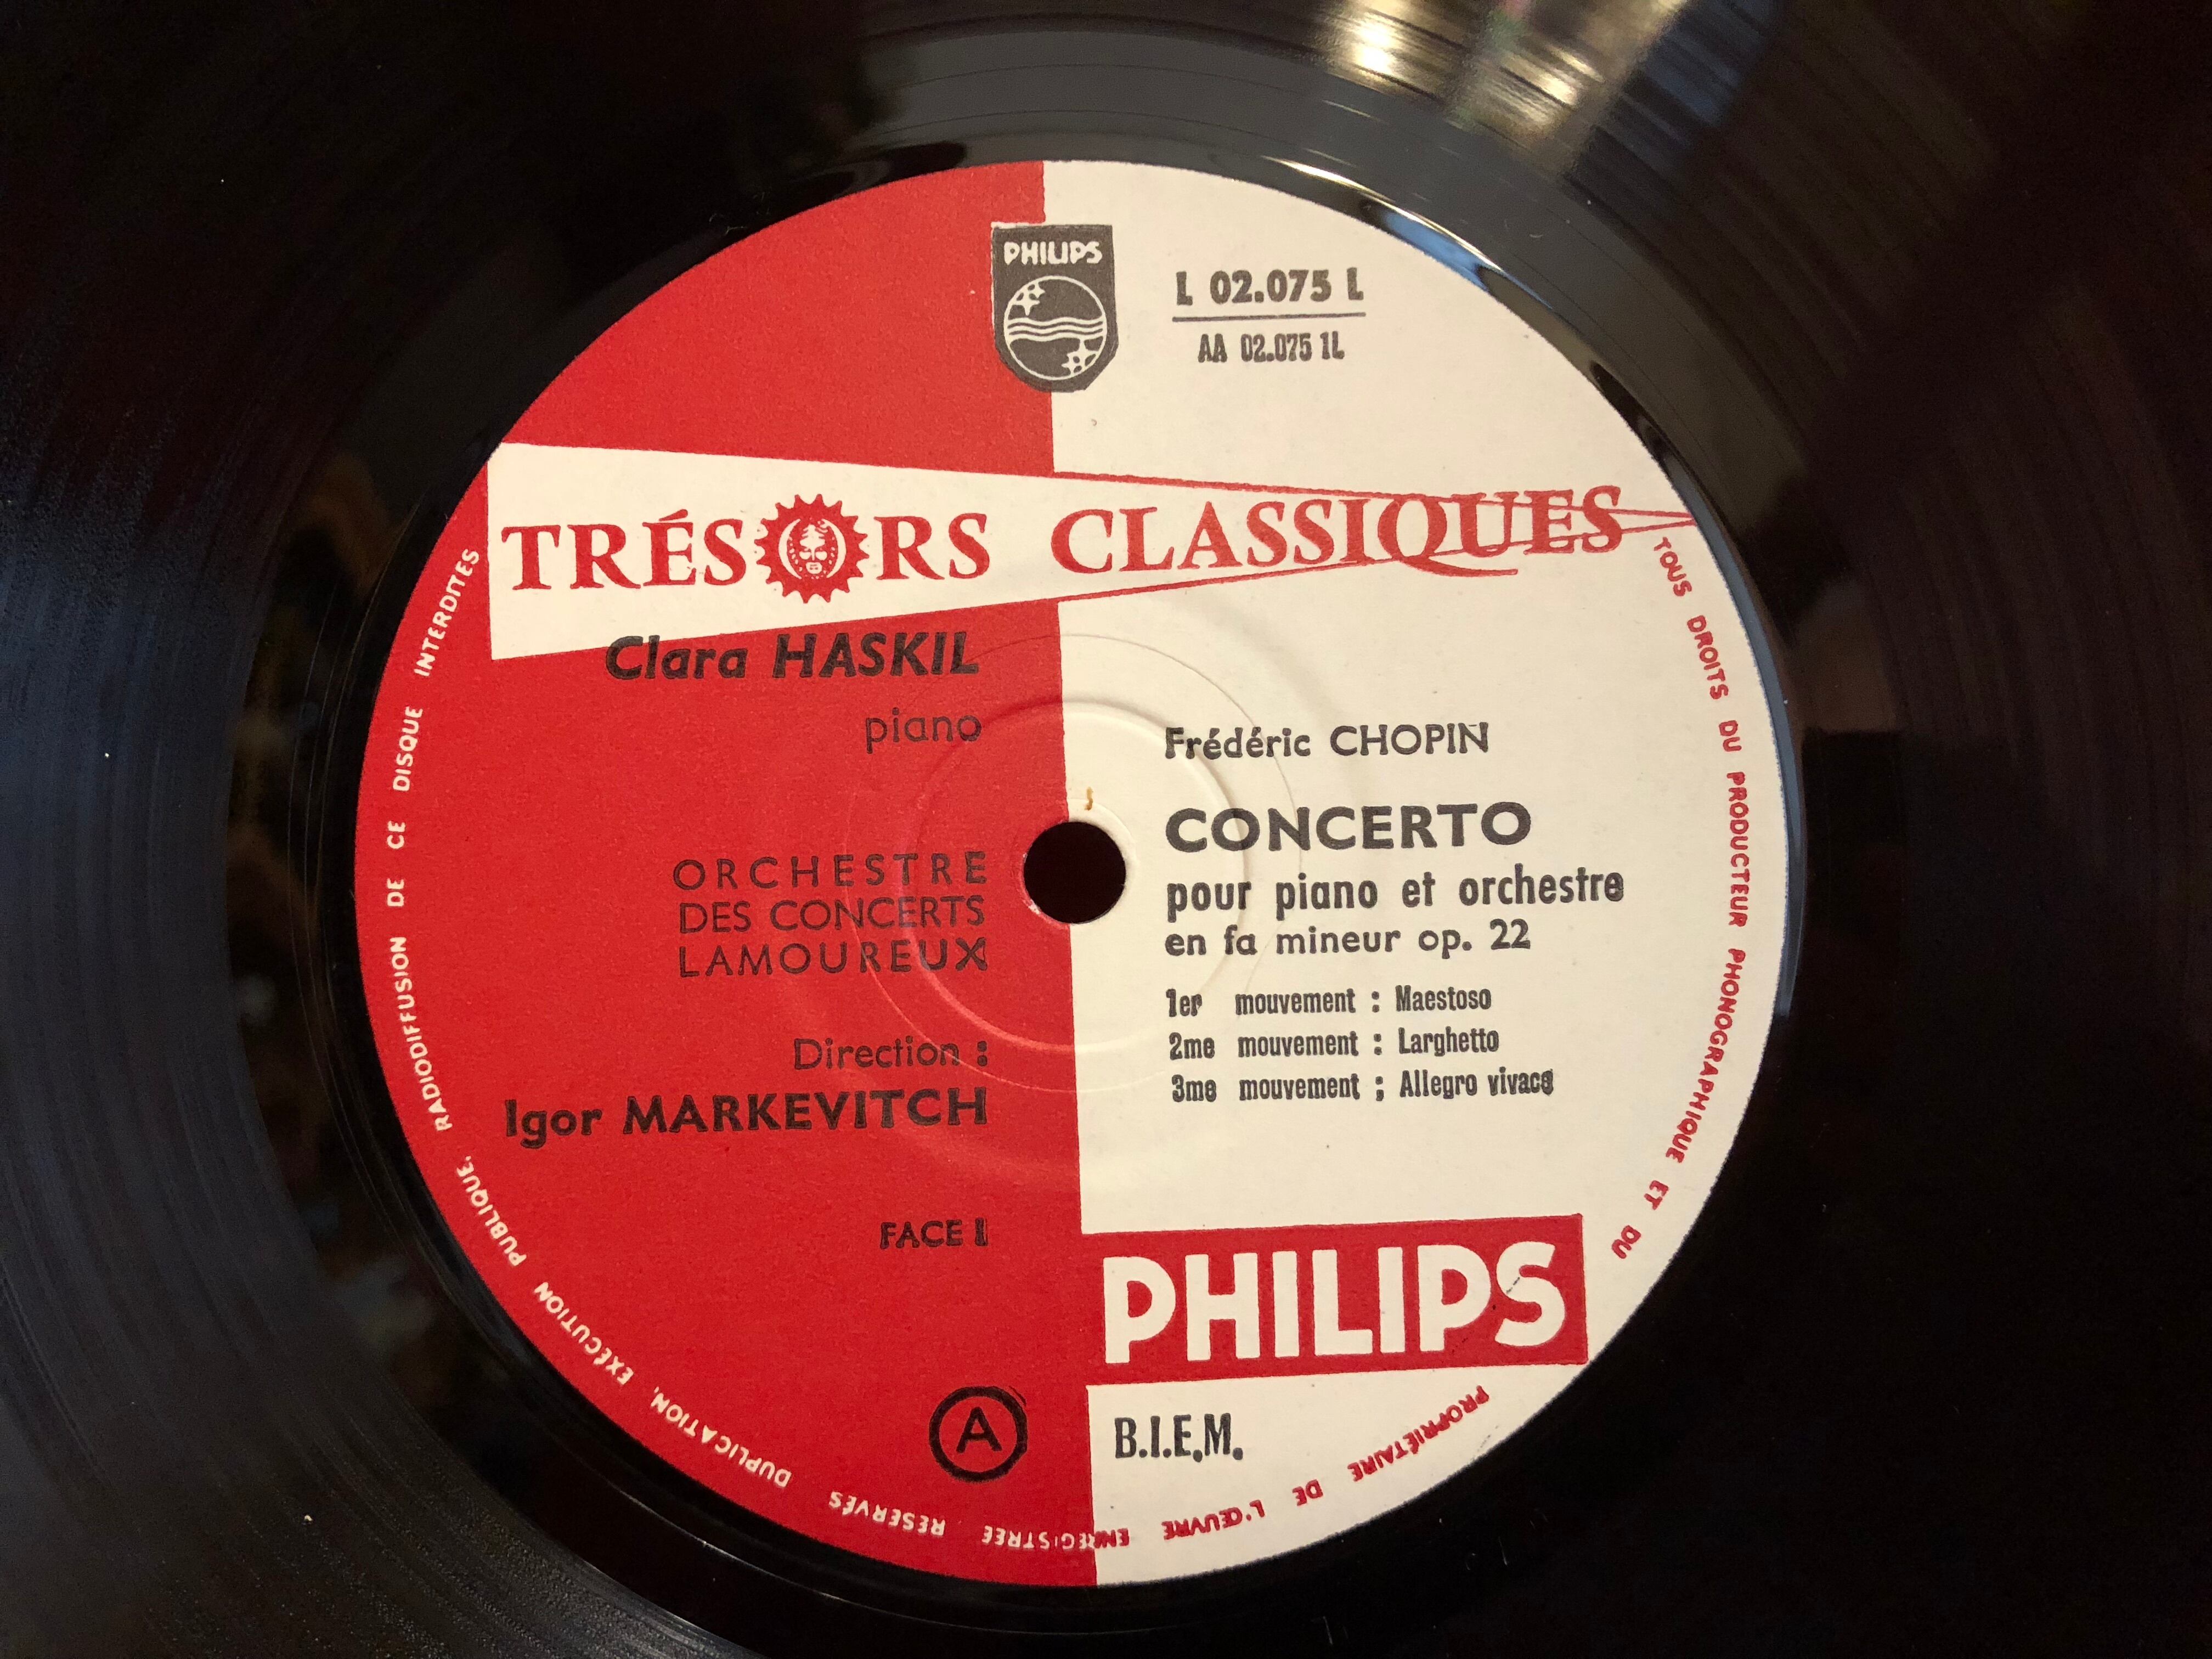 PHILIPS
L 02.075 L
AA 02.075 1L
TRÉSORS CLASSIQUES
Clara HASKIL
piano
ORCHESTRE
DES CONCERTS
LAMOUREUX
Direction :
Igor MARKEVITCH
FACE 1
A
Frédéric CHOPIN
CONCERTO
pour piano et orchestre
en fa mineur op. 22
1er mouvement : Maestoso
2me mouvement : Larghetto
3me mouvement ; Allegro vivace
PHILIPS
B.I.E.M.
TOUS DROITS DU PRODUCTEUR PHONOGRAPHIQUE ET DU PROPRIÉTAIRE DE L'ŒUVRE ENREGISTRÉE RESERVÉS DUPLICATION, EXÉCUTION PUBLIQUE, RADIODIFFUSION DE CE DISQUE INTERDITES